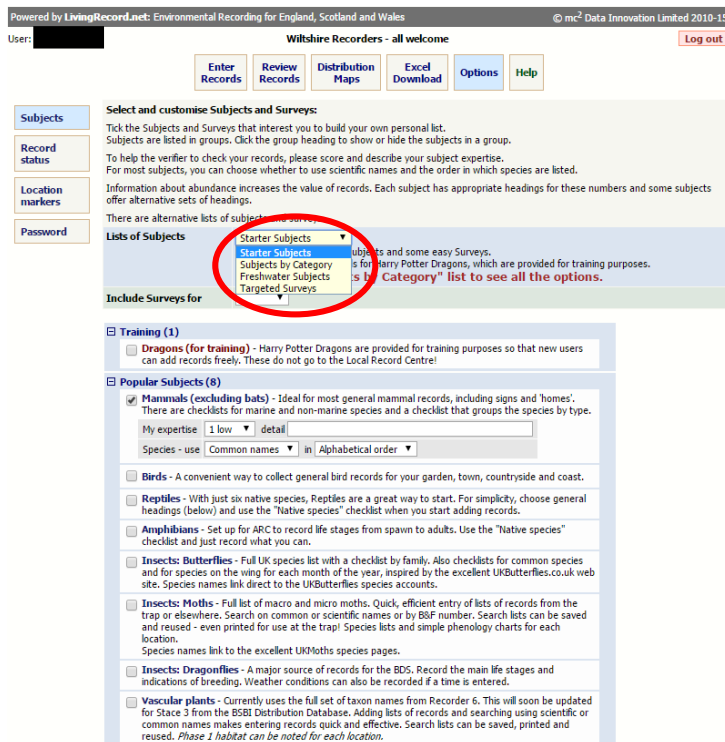 Powered by LivingRecord.net: Environmental Recording for England, Scotland and Wales
© mc2 Data Innovation Limited 2010-15
User:
Wiltshire Recorders - all welcome
Log out
Enter Records
Review Records
Distribution Maps
Excel Download
Options
Help
Subjects
Record status
Location markers
Password
Select and customise Subjects and Surveys:
Tick the Subjects and Surveys that interest you to build your own personal list.
Subjects are listed in groups. Click the group heading to show or hide the subjects in a group.
To help the verifier to check your records, please score and describe your subject expertise.
For most subjects, you can choose whether to use scientific names and the order in which species are listed.
Information about abundance increases the value of records. Each subject has appropriate headings for these numbers and some subjects
offer alternative sets of headings.
There are alternative lists of
Lists of Subjects
Starter Subjects
Starter Subjects
Subjects by Category
Freshwater Subjects
Targeted Surveys
ubjects and some easy Surveys.
s for Harry Potter Dragons, which are provided for training purposes.
ts by Category" list to see all the options.
Include Surveys for
Training (1)
Dragons (for training) - Harry Potter Dragons are provided for training purposes so that new users
can add records freely. These do not go to the Local Record Centre!
Popular Subjects (8)
Mammals (excluding bats) - Ideal for most general mammal records, including signs and 'homes'.
There are checklists for marine and non-marine species and a checklist that groups the species by type.
My expertise 1 low detail
Species - use Common names in Alphabetical order
Birds - A convenient way to collect general bird records for your garden, town, countryside and coast.
Reptiles - With just six native species, Reptiles are a great way to start. For simplicity, choose general
headings (below) and use the "Native species" checklist when you start adding records.
Amphibians - Set up for ARC to record life stages from spawn to adults. Use the "Native species"
checklist and just record what you can.
Insects: Butterflies - Full UK species list with a checklist by family. Also checklists for common species
and for species on the wing for each month of the year, inspired by the excellent UKButterflies.co.uk web
site. Species names link direct to the UKButterflies species accounts.
Insects: Moths - Full list of macro and micro moths. Quick, efficient entry of lists of records from the
trap or elsewhere. Search on common or scientific names or by B&F number. Search lists can be saved
and reused - even printed for use at the trap! Species lists and simple phenology charts for each
location.
Species names link to the excellent UKMoths species pages.
Insects: Dragonflies - A major source of records for the BDS. Record the main life stages and
indications of breeding. Weather conditions can also be recorded if a time is entered.
Vascular plants - Currently uses the full set of taxon names from Recorder 6. This will soon be updated
for Stace 3 from the BSBI Distribution Database. Adding lists of records and searching using scientific or
common names makes entering records quick and effective. Search lists can be saved, printed and
reused. Phase 1 habitat can be noted for each location.